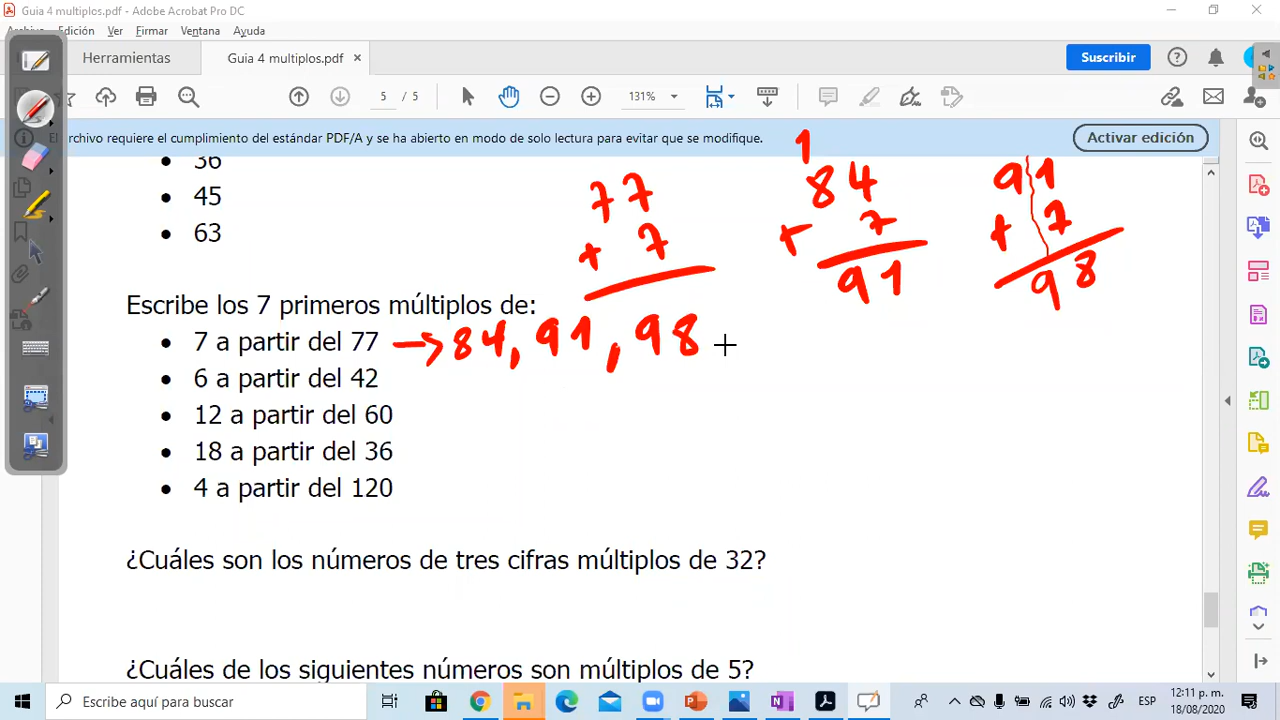 Guia 4 multiplos.pdf - Adobe Acrobat Pro DC
Archivo Edición Ver Firmar Ventana Ayuda
Herramientas Guia 4 multiplos.pdf × Suscribir
5 / 5 131%
El archivo requiere el cumplimiento del estándar PDF/A y se ha abierto en modo de solo lectura para evitar que se modifique. Activar edición
• 36
• 45
• 63
77
+ 7
1
84
+ 7
91
91
+ 7
98
Escribe los 7 primeros múltiplos de:
• 7 a partir del 77 → 84, 91, 98
• 6 a partir del 42
• 12 a partir del 60
• 18 a partir del 36
• 4 a partir del 120
¿Cuáles son los números de tres cifras múltiplos de 32?
¿Cuáles de los siguientes números son múltiplos de 5?
Escribe aquí para buscar
ESP
12:11 p. m.
18/08/2020